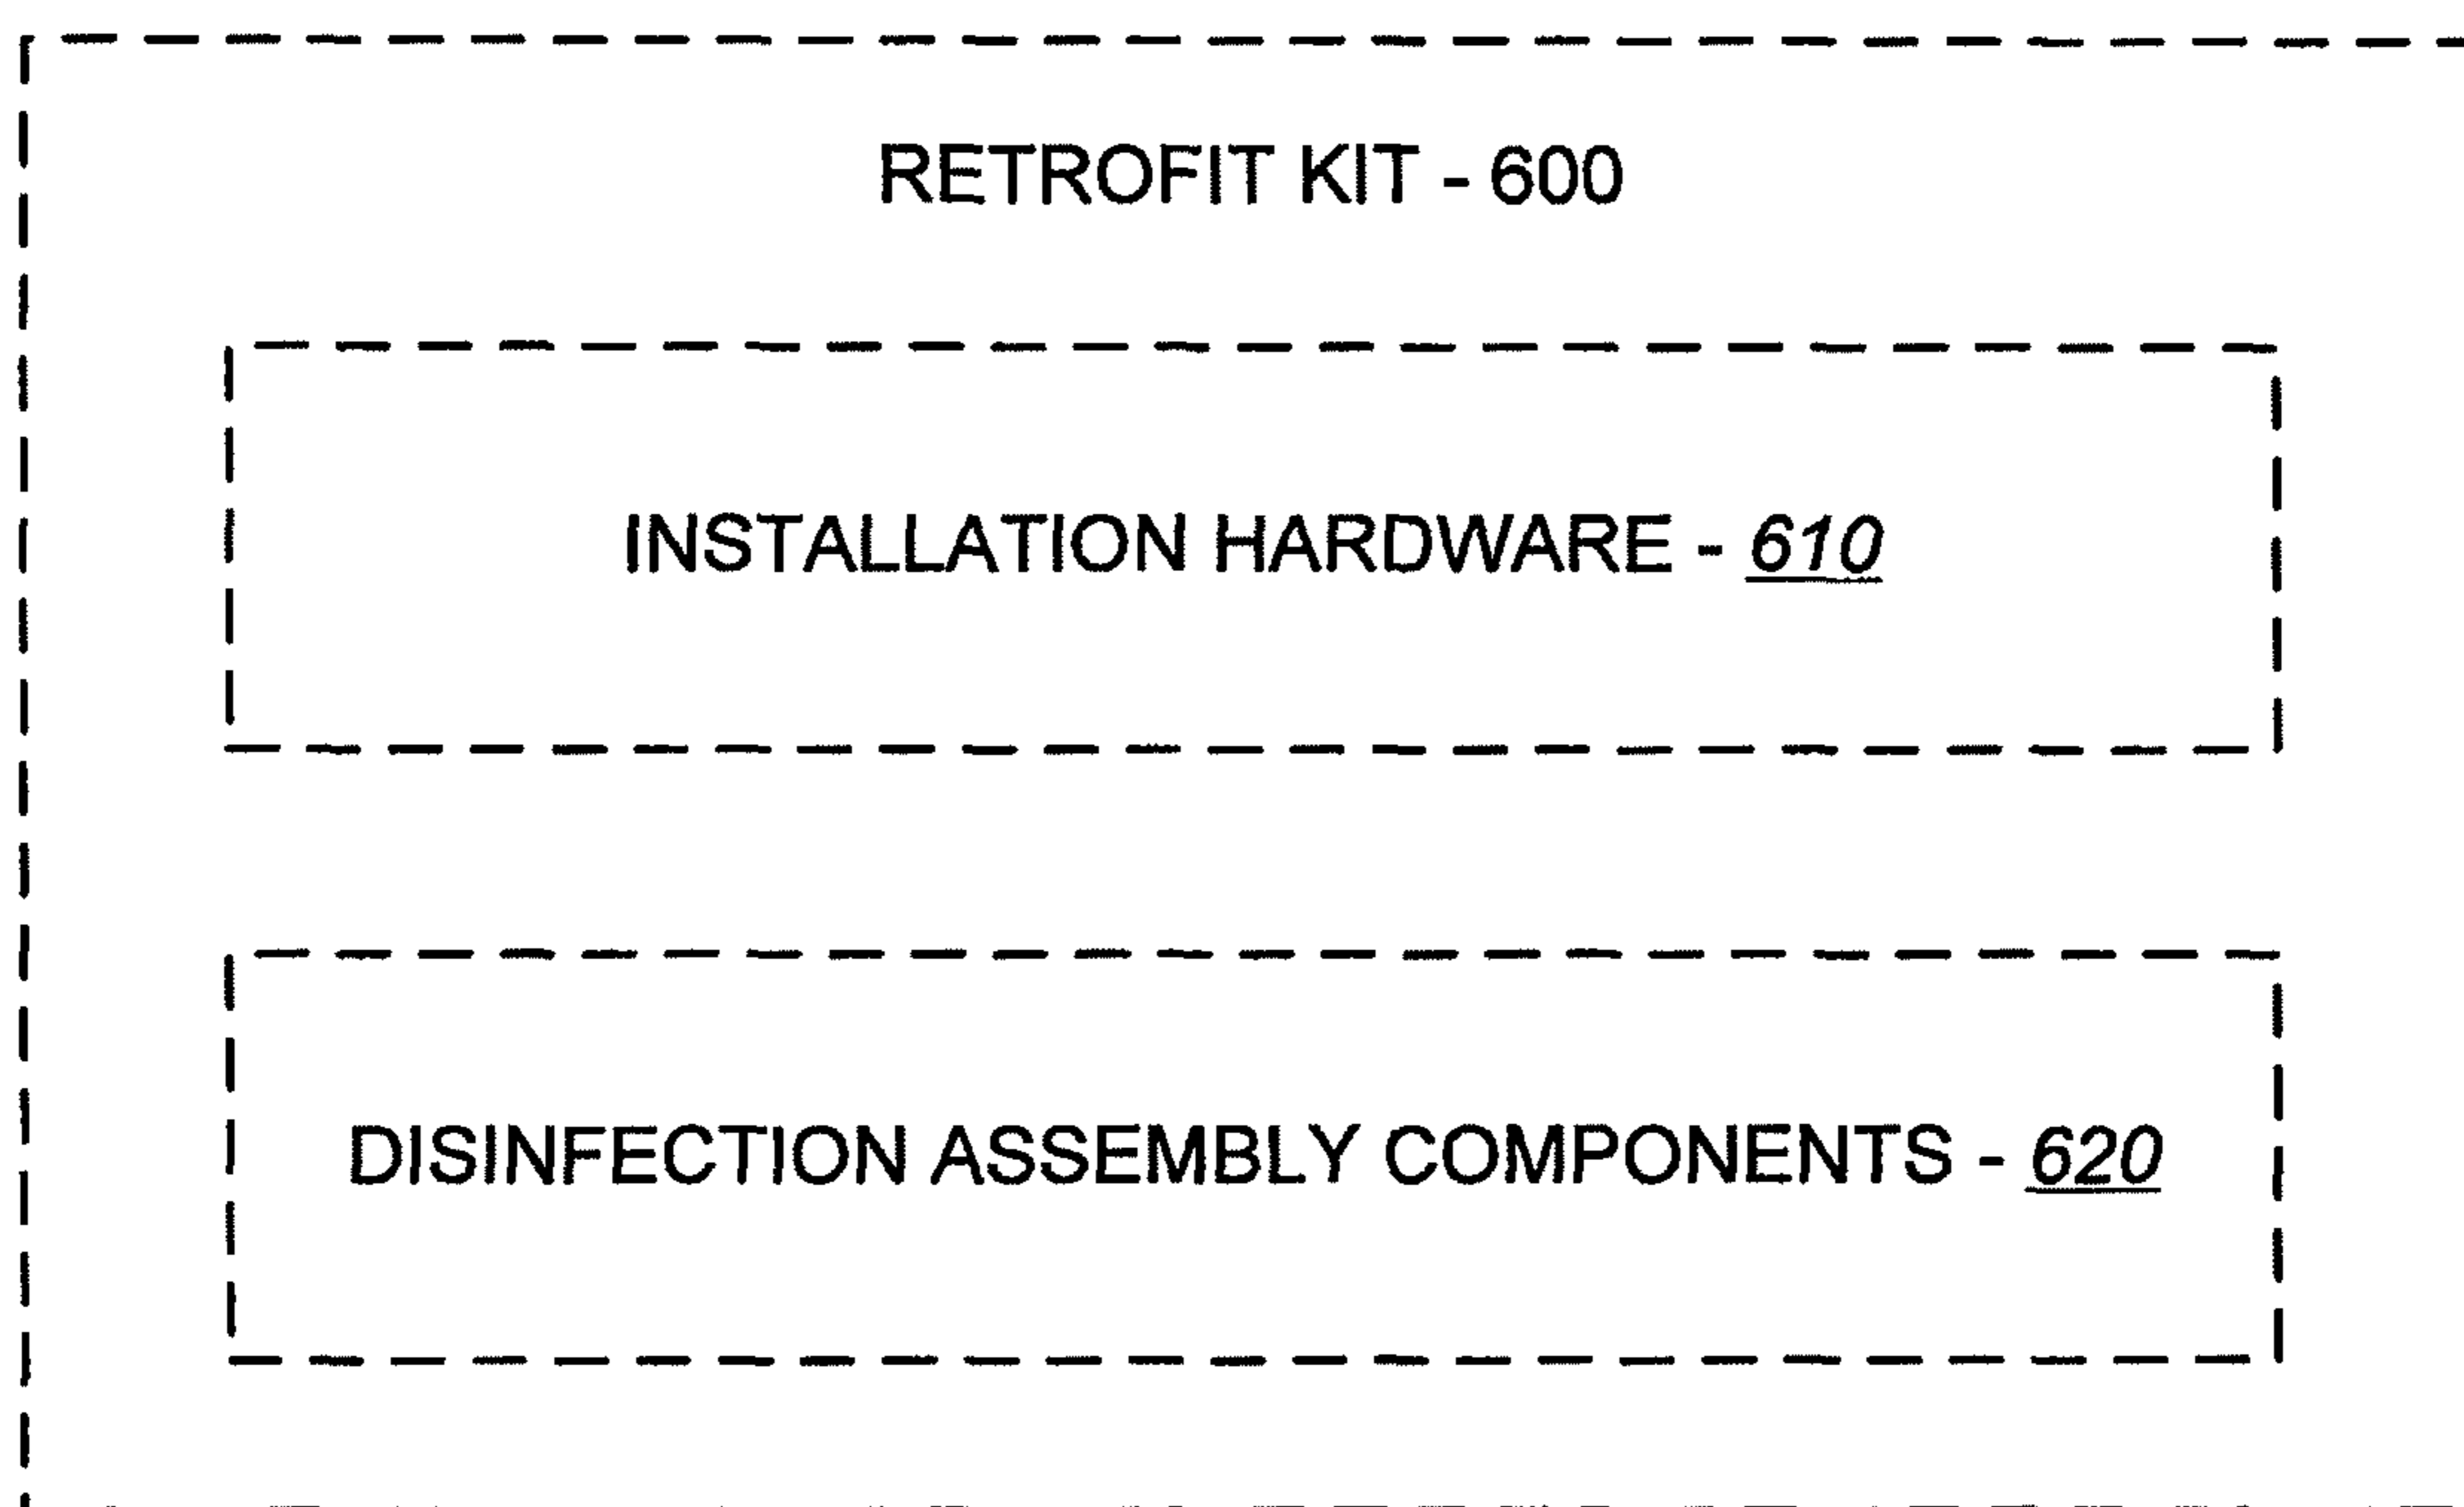 RETROFIT KIT - 600
INSTALLATION HARDWARE - 610
DISINFECTION ASSEMBLY COMPONENTS - 620